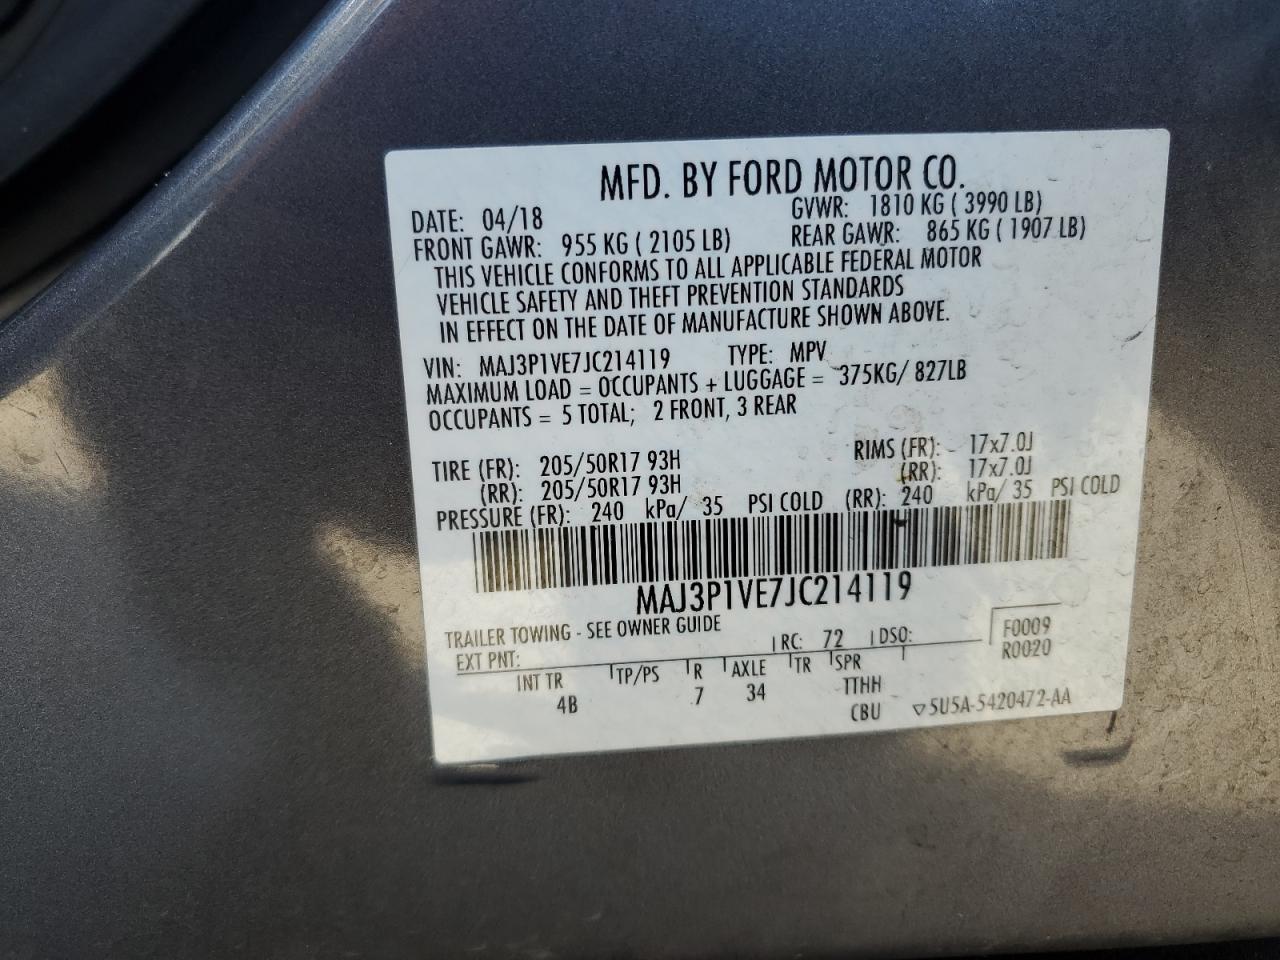 MFD. BY FORD MOTOR CO.
DATE: 04/18 GVWR: 1810 KG ( 3990 LB)
FRONT GAWR: 955 KG ( 2105 LB) REAR GAWR: 865 KG ( 1907 LB)
THIS VEHICLE CONFORMS TO ALL APPLICABLE FEDERAL MOTOR
VEHICLE SAFETY AND THEFT PREVENTION STANDARDS
IN EFFECT ON THE DATE OF MANUFACTURE SHOWN ABOVE.
VIN: MAJ3P1VE7JC214119 TYPE: MPV
MAXIMUM LOAD = OCCUPANTS + LUGGAGE = 375KG/ 827LB
OCCUPANTS = 5 TOTAL; 2 FRONT, 3 REAR
TIRE (FR): 205/50R17 93H RIMS (FR): 17x7.0J
(RR): 205/50R17 93H (RR): 17x7.0J
PRESSURE (FR): 240 kPa/ 35 PSI COLD (RR): 240 kPa/ 35 PSI COLD
MAJ3P1VE7JC214119
TRAILER TOWING - SEE OWNER GUIDE
EXT PNT: RC: 72 DSO: F0009
R0020
INT TR TP/PS R AXLE TR SPR
4B 7 34 TTHH
CBU ▽5U5A-5420472-AA